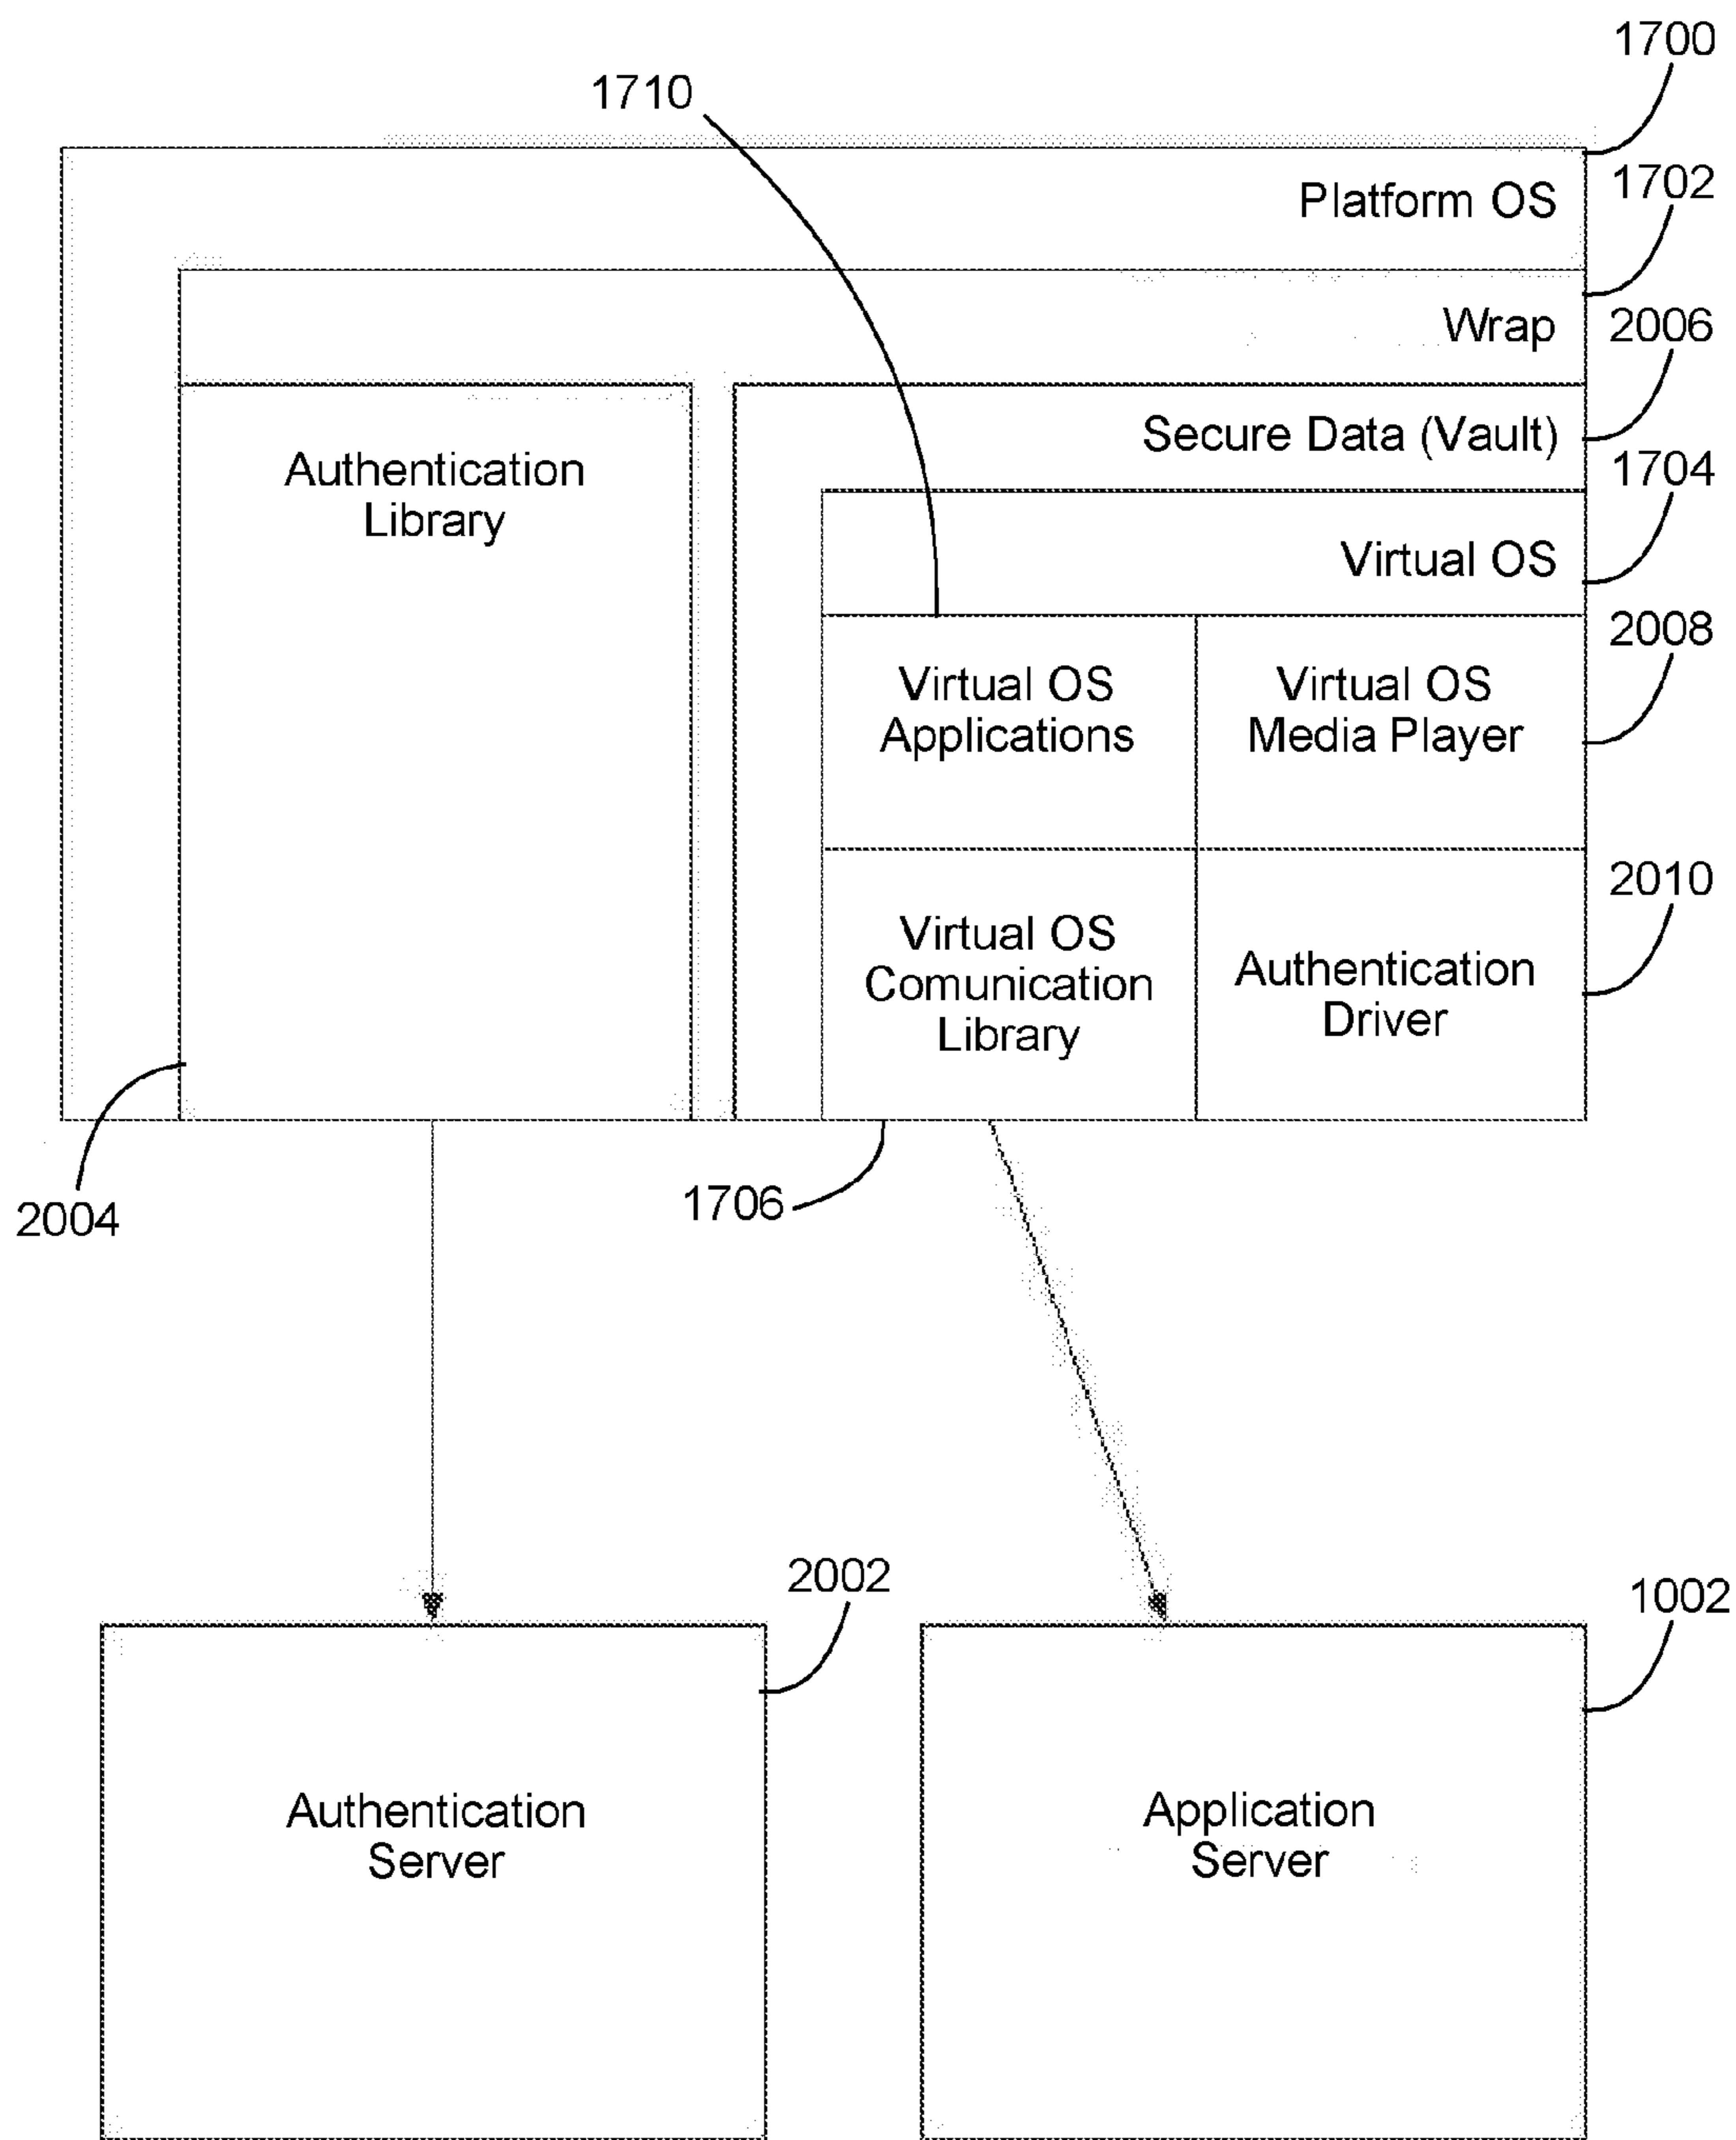 1700
1710
1702
Platform OS
Wrap
2006
Secure Data (Vault)
1704
Authentication
Library
Virtual OS
2008
Virtual OS
Applications
Virtual OS
Media Player
2010
Virtual OS
Comunication
Library
Authentication
Driver
2004
1706
2002
1002
Authentication
Server
Application
Server